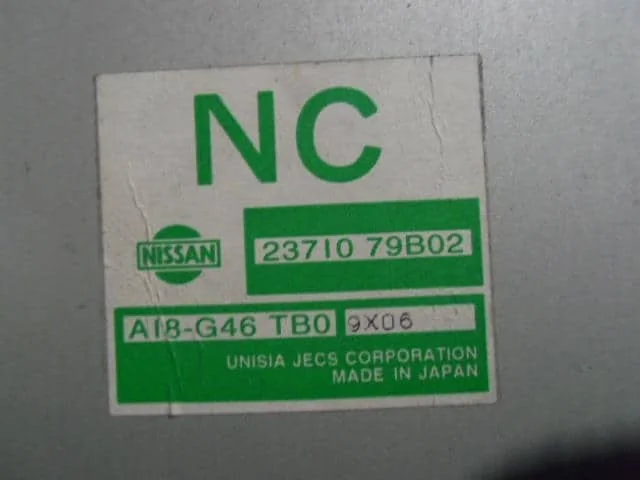 NC
NISSAN
23710 79B02
A18-G46 TB0 9X06
UNISIA JECS CORPORATION
MADE IN JAPAN